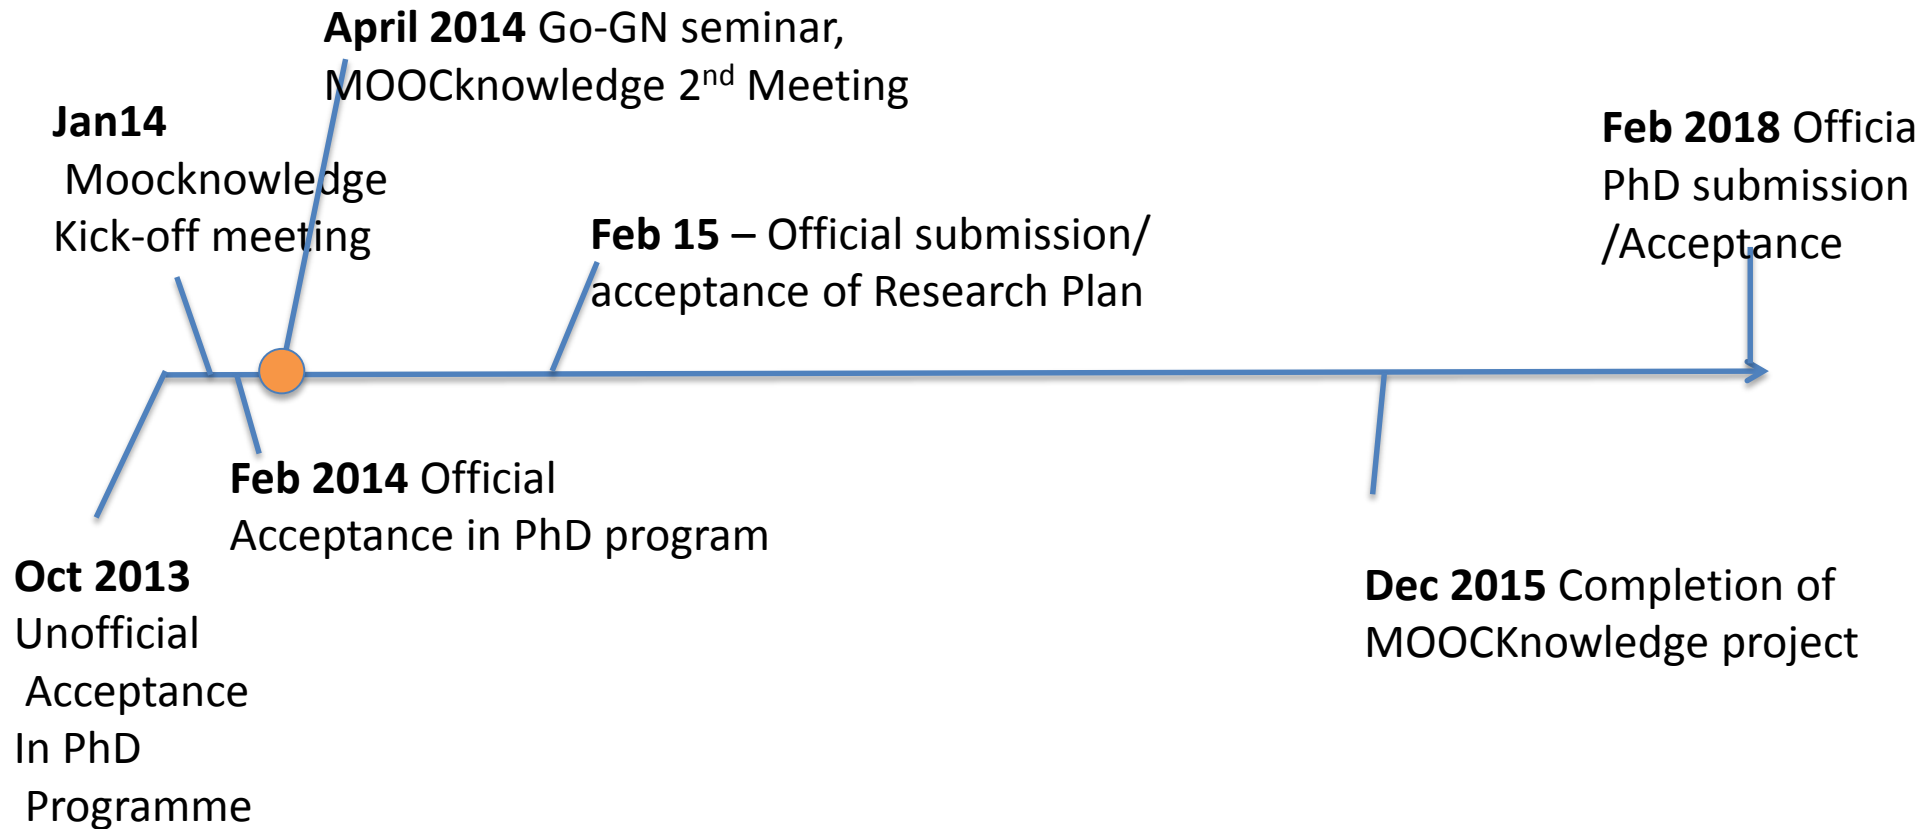 April 2014 Go-GN seminar,
MOOCknowledge 2nd Meeting
Jan14
Moocknowledge
Kick-off meeting
Feb 15 – Official submission/
acceptance of Research Plan
Feb 2018 Officia
PhD submission
/Acceptance
Feb 2014 Official
Acceptance in PhD program
Oct 2013
Unofficial
Acceptance
In PhD
Programme
Dec 2015 Completion of
MOOCKnowledge project